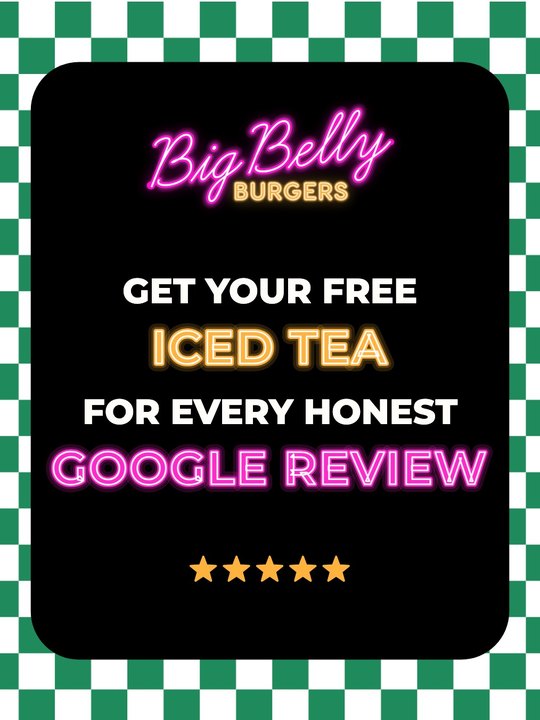 Big Belly
BURGERS
GET YOUR FREE
ICED TEA
FOR EVERY HONEST
GOOGLE REVIEW